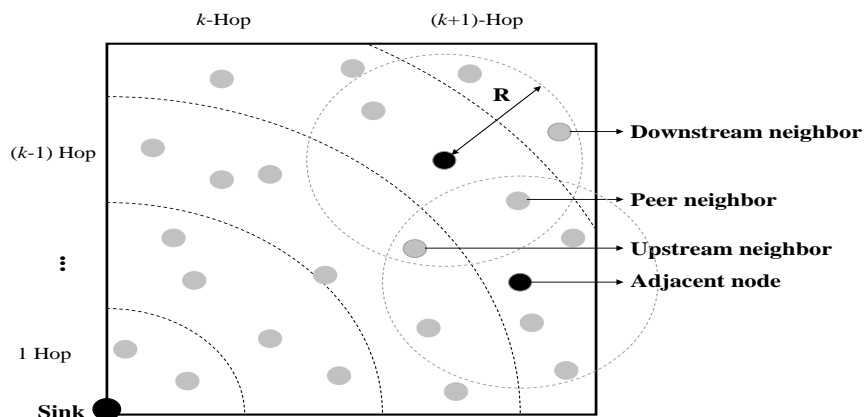 k-Hop
(k+1)-Hop
R
Downstream neighbor
(k-1) Hop
Peer neighbor
Upstream neighbor
...
Adjacent node
1 Hop
Sink